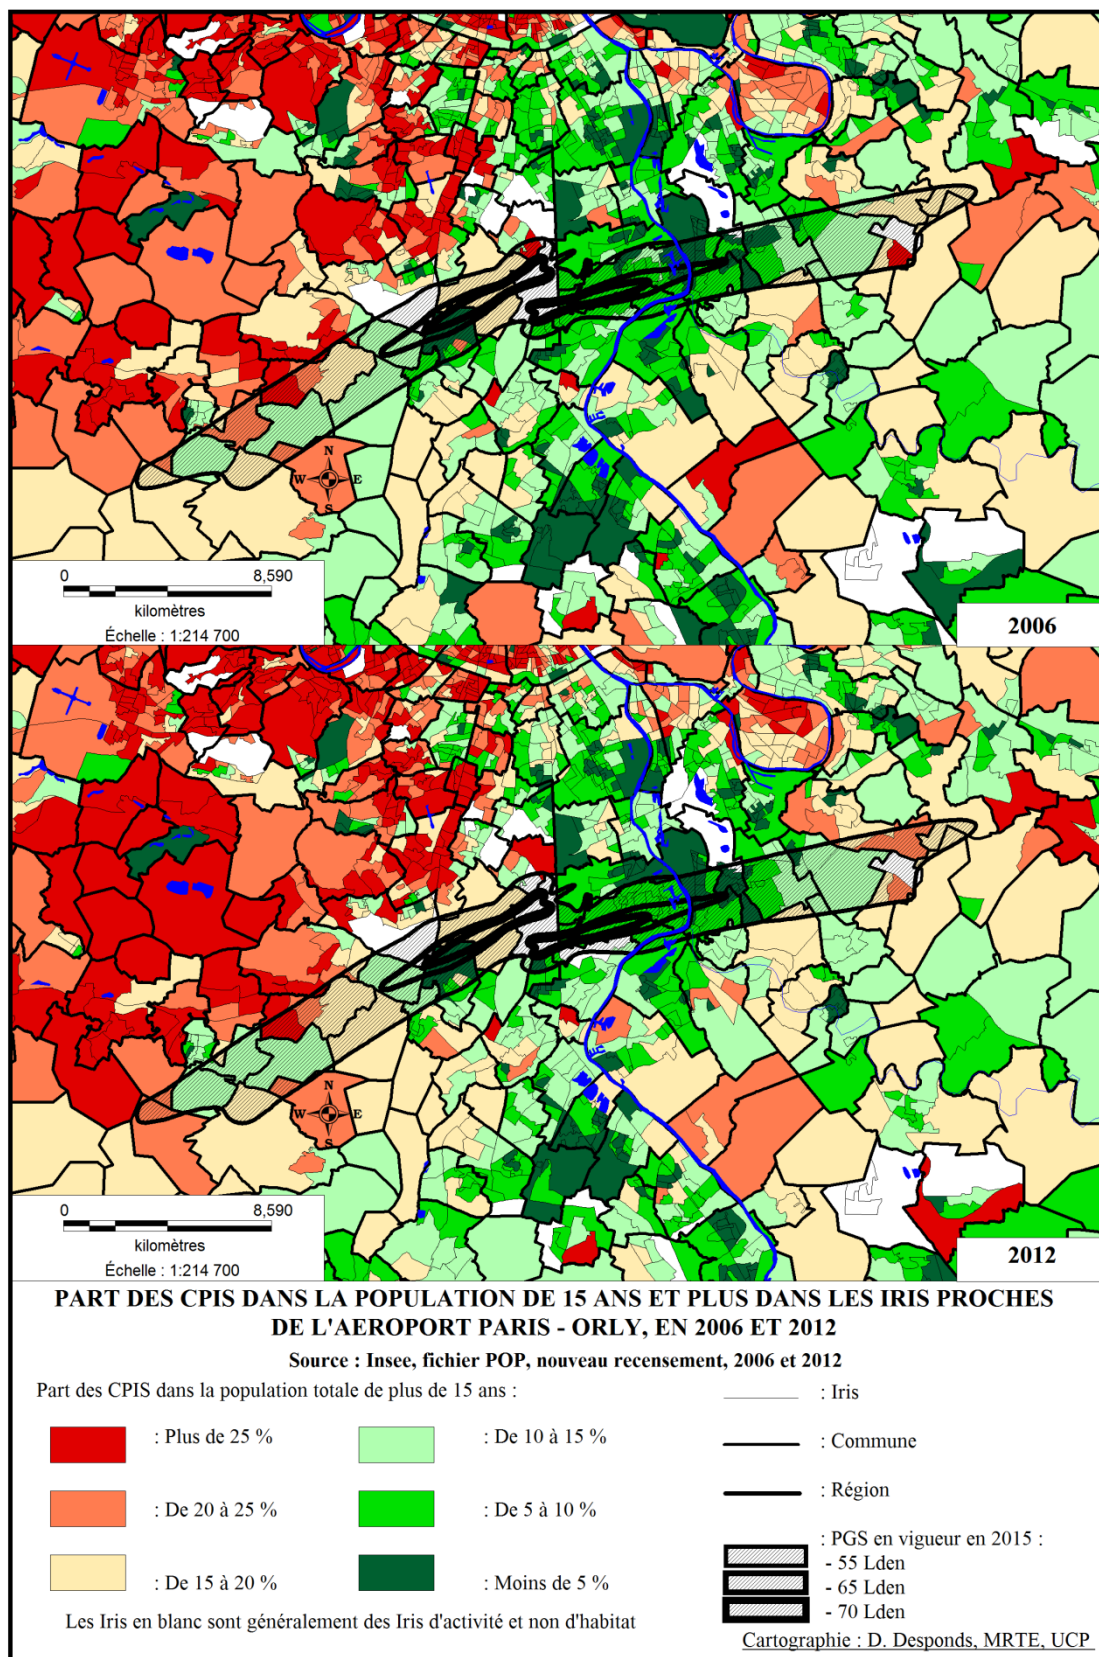 N
W E
S
0 8,590
kilomètres
Échelle : 1:214 700
2006
N
W E
S
0 8,590
kilomètres
Échelle : 1:214 700
2012
PART DES CPIS DANS LA POPULATION DE 15 ANS ET PLUS DANS LES IRIS PROCHES
DE L'AEROPORT PARIS - ORLY, EN 2006 ET 2012
Source : Insee, fichier POP, nouveau recensement, 2006 et 2012
Part des CPIS dans la population totale de plus de 15 ans :
: Plus de 25 %
: De 20 à 25 %
: De 15 à 20 %
: De 10 à 15 %
: De 5 à 10 %
: Moins de 5 %
Les Iris en blanc sont généralement des Iris d'activité et non d'habitat
: Iris
: Commune
: Région
: PGS en vigueur en 2015 :
- 55 Lden
- 65 Lden
- 70 Lden
Cartographie : D. Desponds, MRTE, UCP